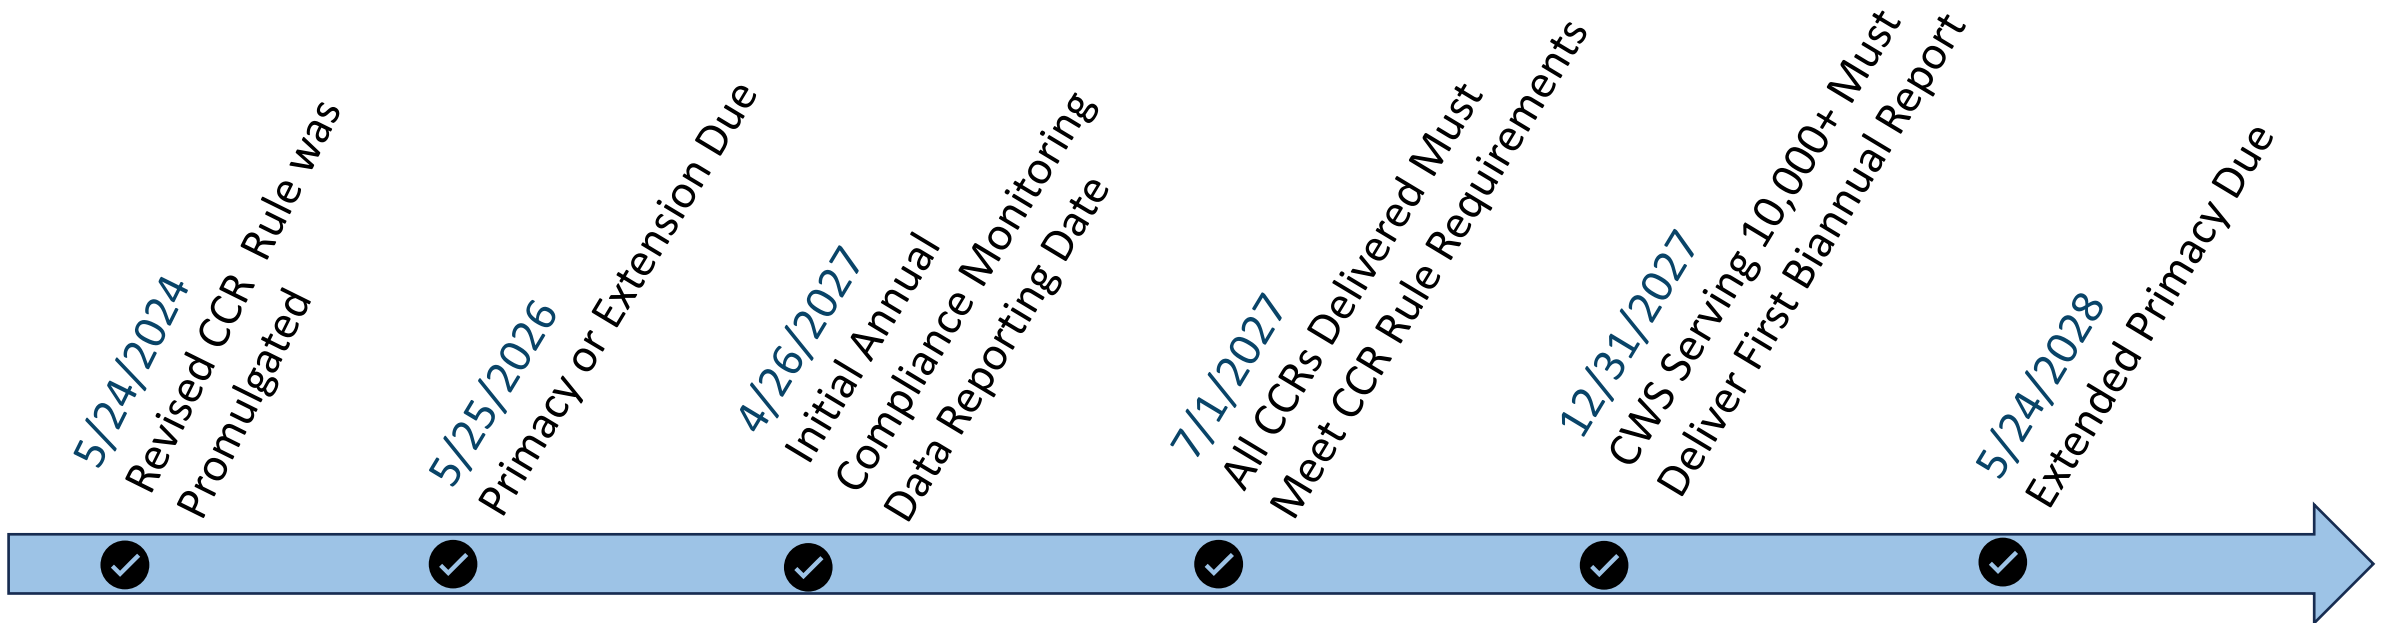 5/24/2024
Revised CCR  Rule was
Promulgated
5/25/2026
Primacy or Extension Due
4/26/2027
Initial Annual
Compliance Monitoring
Data Reporting Date
7/1/2027
All CCRs Delivered Must
Meet CCR Rule Requirements
12/31/2027
CWS Serving 10,000+ Must
Deliver First Biannual Report
5/24/2028
Extended Primacy Due